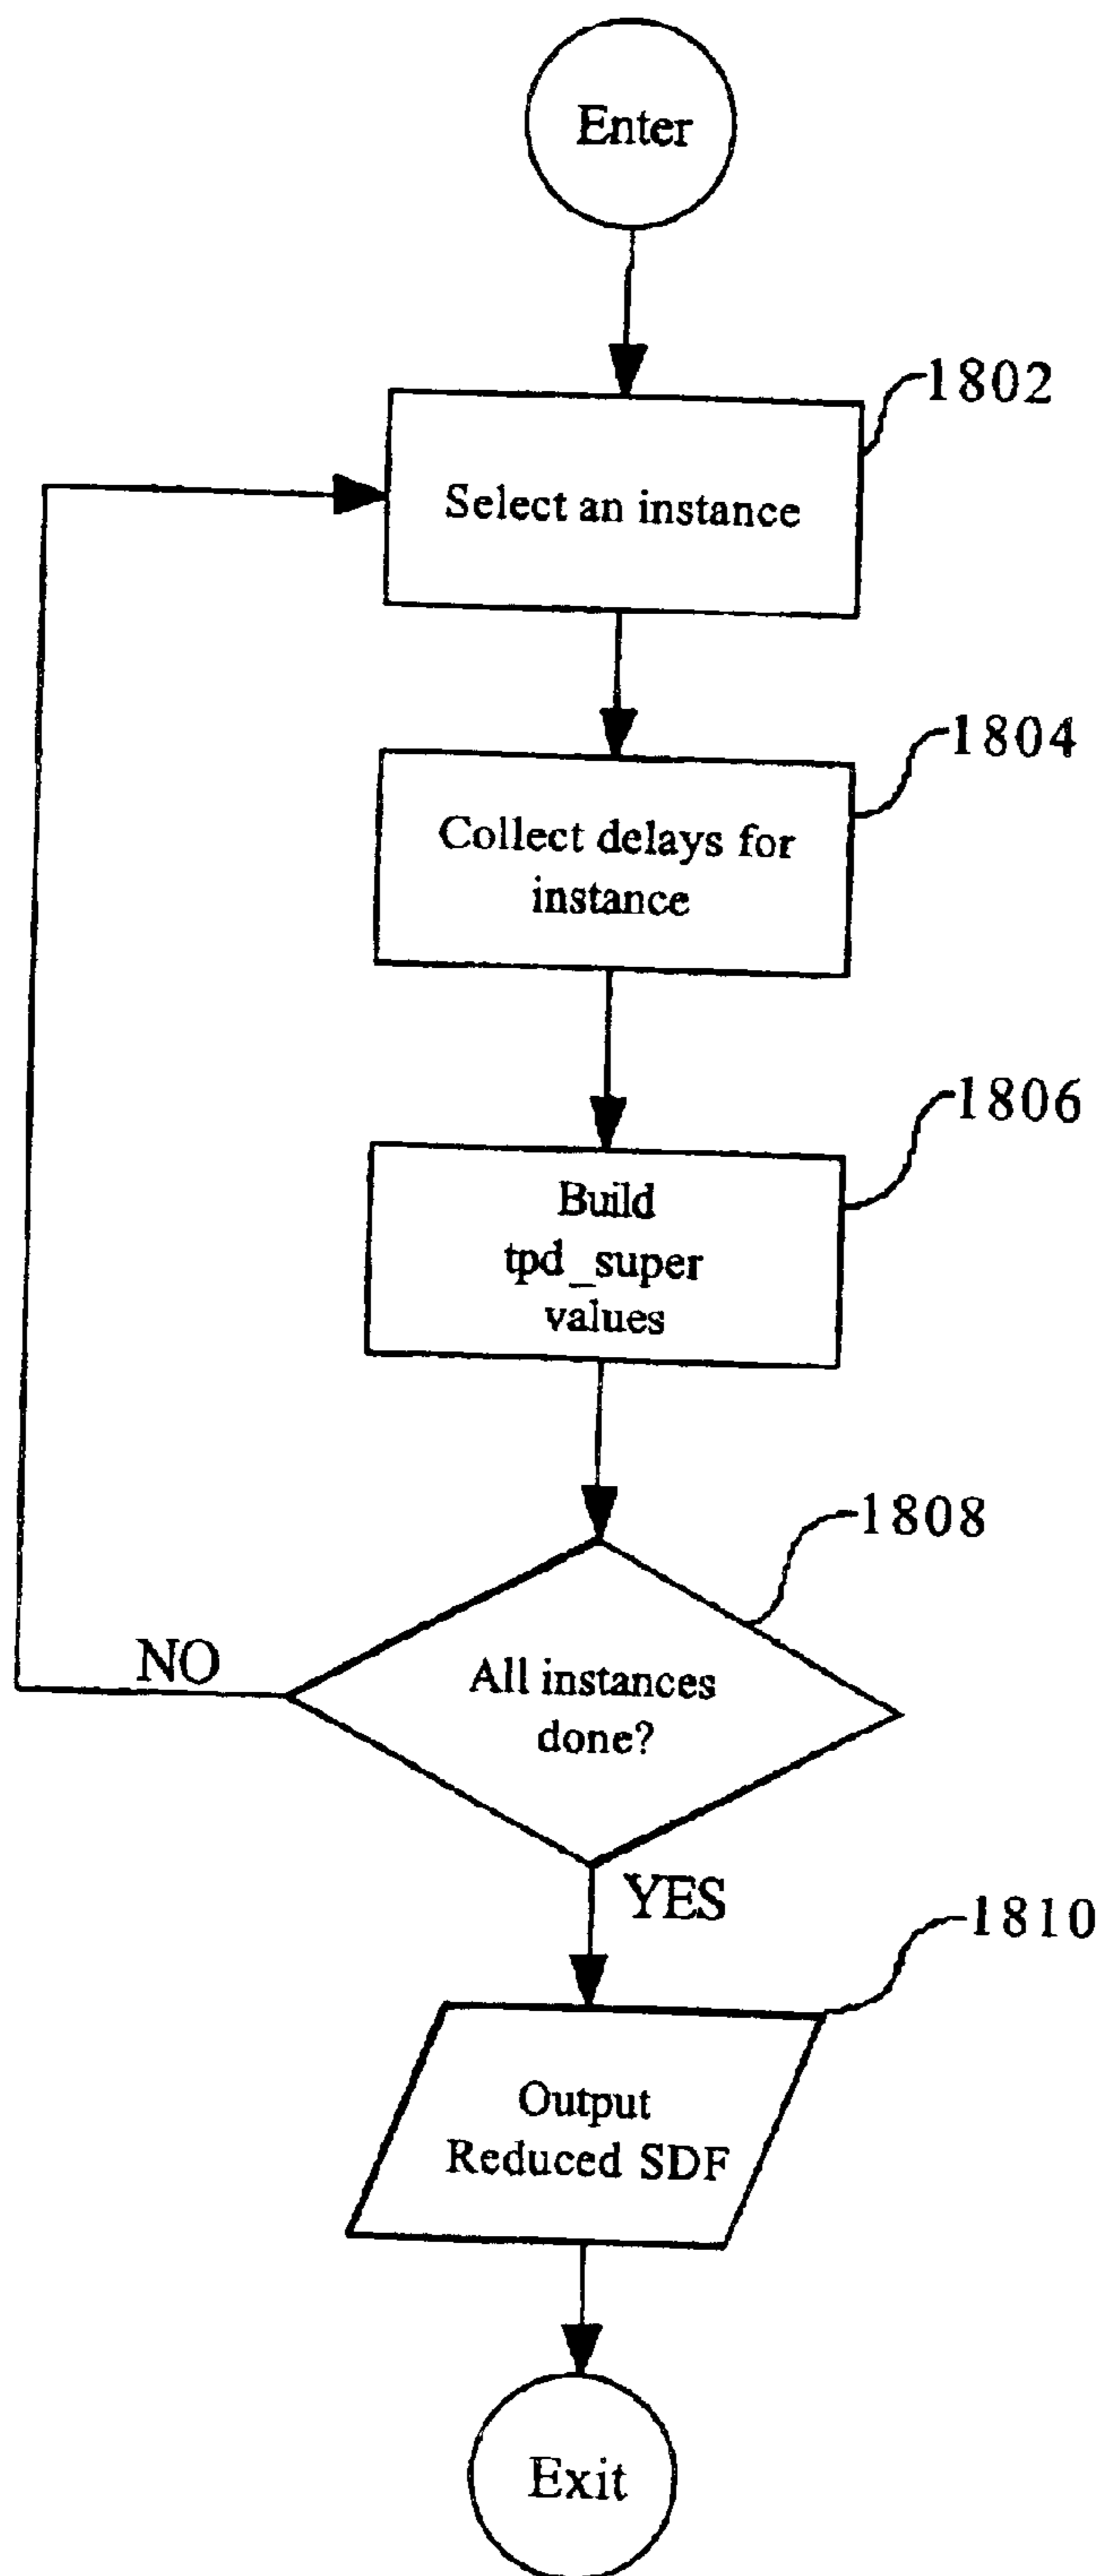 Enter
1802
Select an instance
1804
Collect delays for
instance
1806
Build
tpd_super
values
1808
NO
All instances
done?
YES
1810
Output
Reduced SDF
Exit